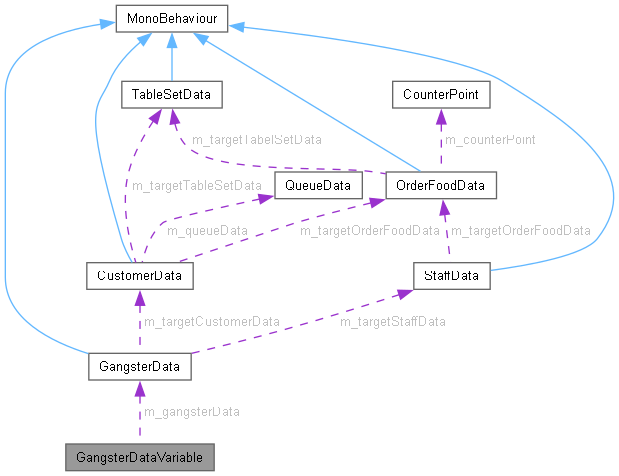 MonoBehaviour
TableSetData
CounterPoint
m_targetTabelSetData
m_counterPoint
m_targetTableSetData
QueueData
OrderFoodData
m_queueData
m_targetOrderFoodData
m_targetOrderFoodData
CustomerData
StaffData
m_targetCustomerData
m_targetStaffData
GangsterData
m_gangsterData
GangsterDataVariable